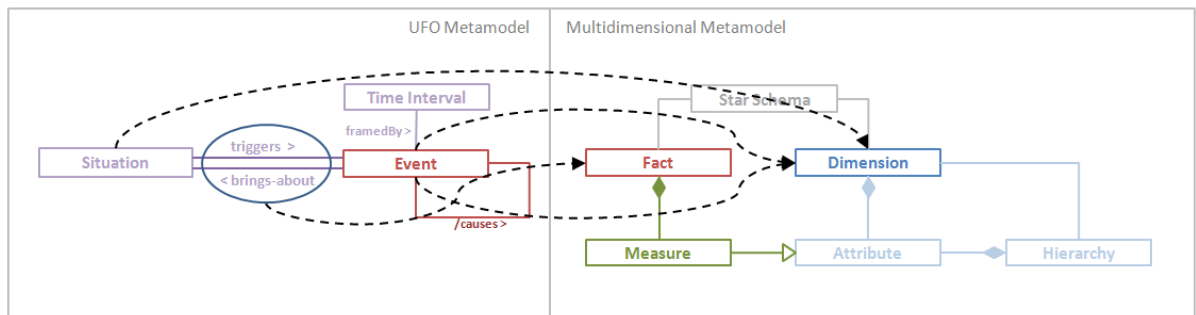 UFO Metamodel
Multidimensional Metamodel
Time Interval
Star Schema
framedBy >
triggers >
Situation
Event
Fact
Dimension
< brings-about
/causes >
Measure
Attribute
Hierarchy